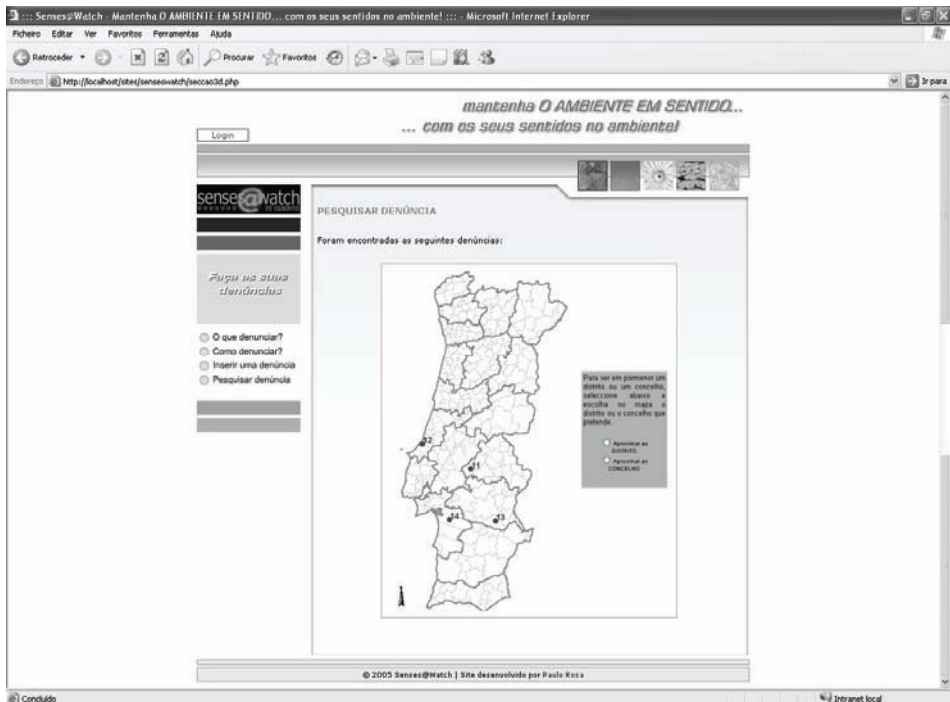 ::: Senses@Watch - Mantenha O AMBIENTE EM SENTIDO... com os seus sentidos no ambiente! ::: - Microsoft Internet Explorer
Ficheiro Editar Ver Favoritos Ferramentas Ajuda
Retroceder Procurar Favoritos
Endereço http://localhost/sites/senseswatch/seccao3d.php Ir para
mantenha O AMBIENTE EM SENTIDO...
... com os seus sentidos no ambiente!
Login
senses@watch
PESQUISAR DENÚNCIA
Foram encontradas as seguintes denúncias:
Faça as suas
denúncias
O que denunciar?
Como denunciar?
Inserir uma denúncia
Pesquisar denúncia
Para ver em pormenor um
distrito ou um concelho,
seleccione abaixo e
escolha no mapa o
distrito ou o concelho que
pretende.
Aproximar ao
DISTRITO
Aproximar ao
CONCELHO
12
11
14
13
© 2005 Senses@Watch | Site desenvolvido por Paulo Rosa
Concluído
Intranet local